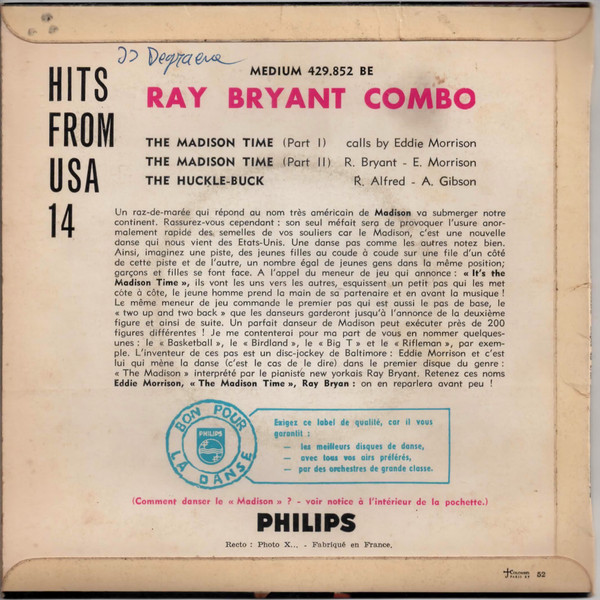 JJ Degraeve
MEDIUM 429.852 BE
HITS
FROM
USA
14
RAY BRYANT COMBO
THE MADISON TIME (Part I) calls by Eddie Morrison
THE MADISON TIME (Part II) R. Bryant - E. Morrison
THE HUCKLE-BUCK R. Alfred - A. Gibson
Un raz-de-marée qui répond au nom très américain de Madison va submerger notre
continent. Rassurez-vous cependant : son seul méfait sera de provoquer l'usure anor-
malement rapide des semelles de vos souliers car le Madison, c'est une nouvelle
danse qui nous vient des Etats-Unis. Une danse pas comme les autres notez bien.
Ainsi, imaginez une piste, des jeunes filles au coude à coude sur une file d'un côté
de cette piste et de l'autre, un nombre égal de jeunes gens dans la même position;
garçons et filles se font face. A l'appel du meneur de jeu qui annonce : « It's the
Madison Time », ils vont les uns vers les autres, esquissent un petit pas qui les met
côte à côte, le jeune homme prend la main de sa partenaire et en avant la musique !
Le même meneur de jeu commande le premier pas qui est aussi le pas de base, le
« two up and two back » que les danseurs garderont jusqu'à l'annonce de la deuxième
figure et ainsi de suite. Un parfait danseur de Madison peut exécuter près de 200
figures différentes ! Je me contenterai pour ma part de vous en nommer quelques-
unes : le « Basketball », le « Birdland », le « Big T » et le « Rifleman », par exem-
ple. L'inventeur de ces pas est un disc-jockey de Baltimore : Eddie Morrison et c'est
lui qui mène la danse (c'est le cas de le dire) dans le premier disque du genre :
« The Madison » interprété par le pianiste new yorkais Ray Bryant. Retenez ces noms
Eddie Morrison, « The Madison Time », Ray Bryan : on en reparlera avant peu !
BON POUR
LA DANSE
PHILIPS
Exigez ce label de qualité, car il vous
garantit :
— les meilleurs disques de danse,
— avec tous vos airs préférés,
— par des orchestres de grande classe.
(Comment danser le « Madison » ? - voir notice à l'intérieur de la pochette.)
PHILIPS
Recto : Photo X... - Fabriqué en France.
52